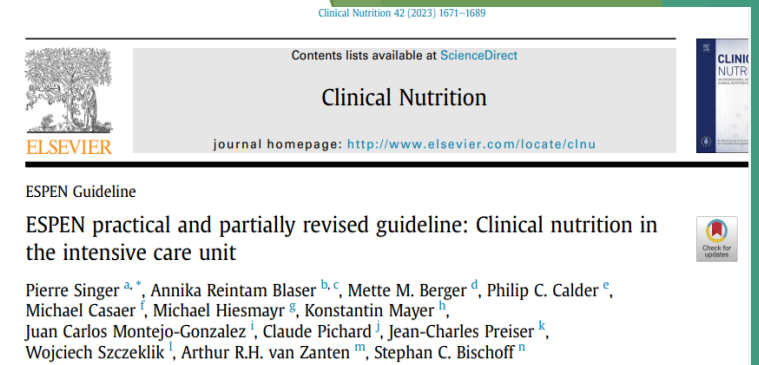 Clinical Nutrition 42 (2023) 1671–1689
Contents lists available at ScienceDirect
Clinical Nutrition
journal homepage: http://www.elsevier.com/locate/clnu
ELSEVIER
CLINIC
NUTR
ESPEN Guideline
ESPEN practical and partially revised guideline: Clinical nutrition in
the intensive care unit
Check for
updates
Pierre Singer a, *, Annika Reintam Blaser b, c, Mette M. Berger d, Philip C. Calder e,
Michael Casaer f, Michael Hiesmayr g, Konstantin Mayer h,
Juan Carlos Montejo-Gonzalez i, Claude Pichard j, Jean-Charles Preiser k,
Wojciech Szczeklik l, Arthur R.H. van Zanten m, Stephan C. Bischoff n